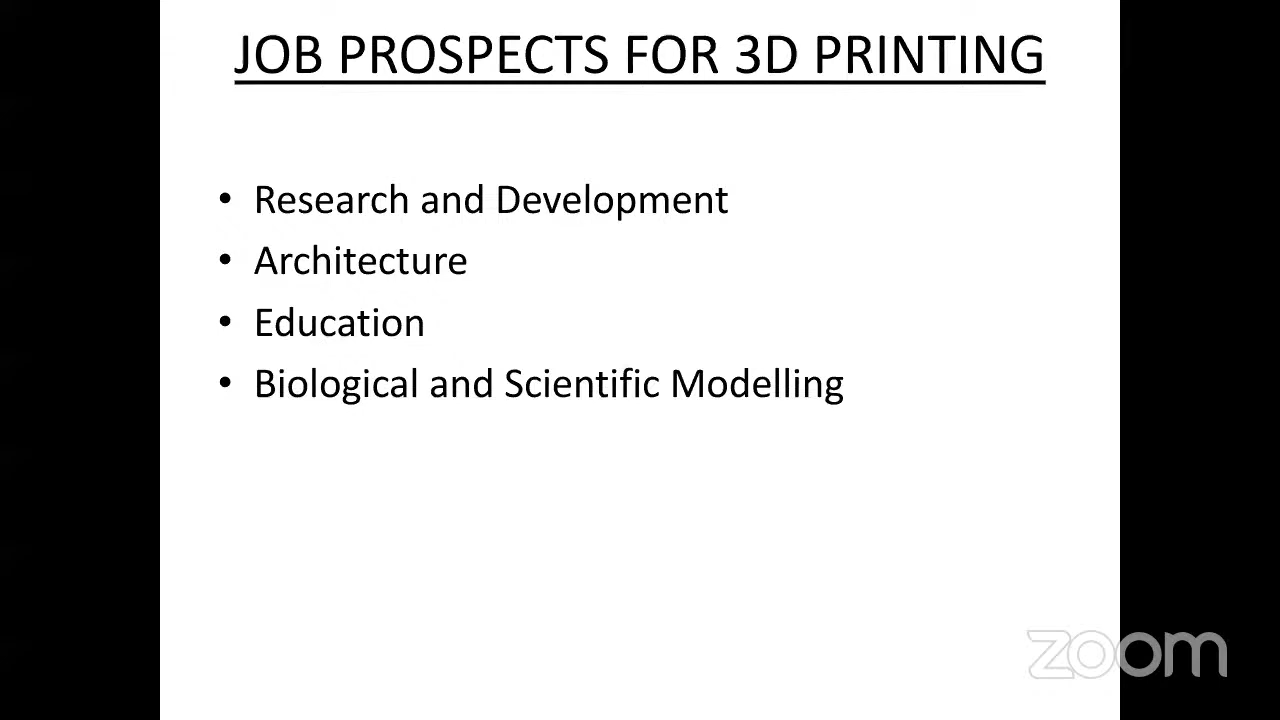 JOB PROSPECTS FOR 3D PRINTING
• Research and Development
• Architecture
• Education
• Biological and Scientific Modelling
zoom